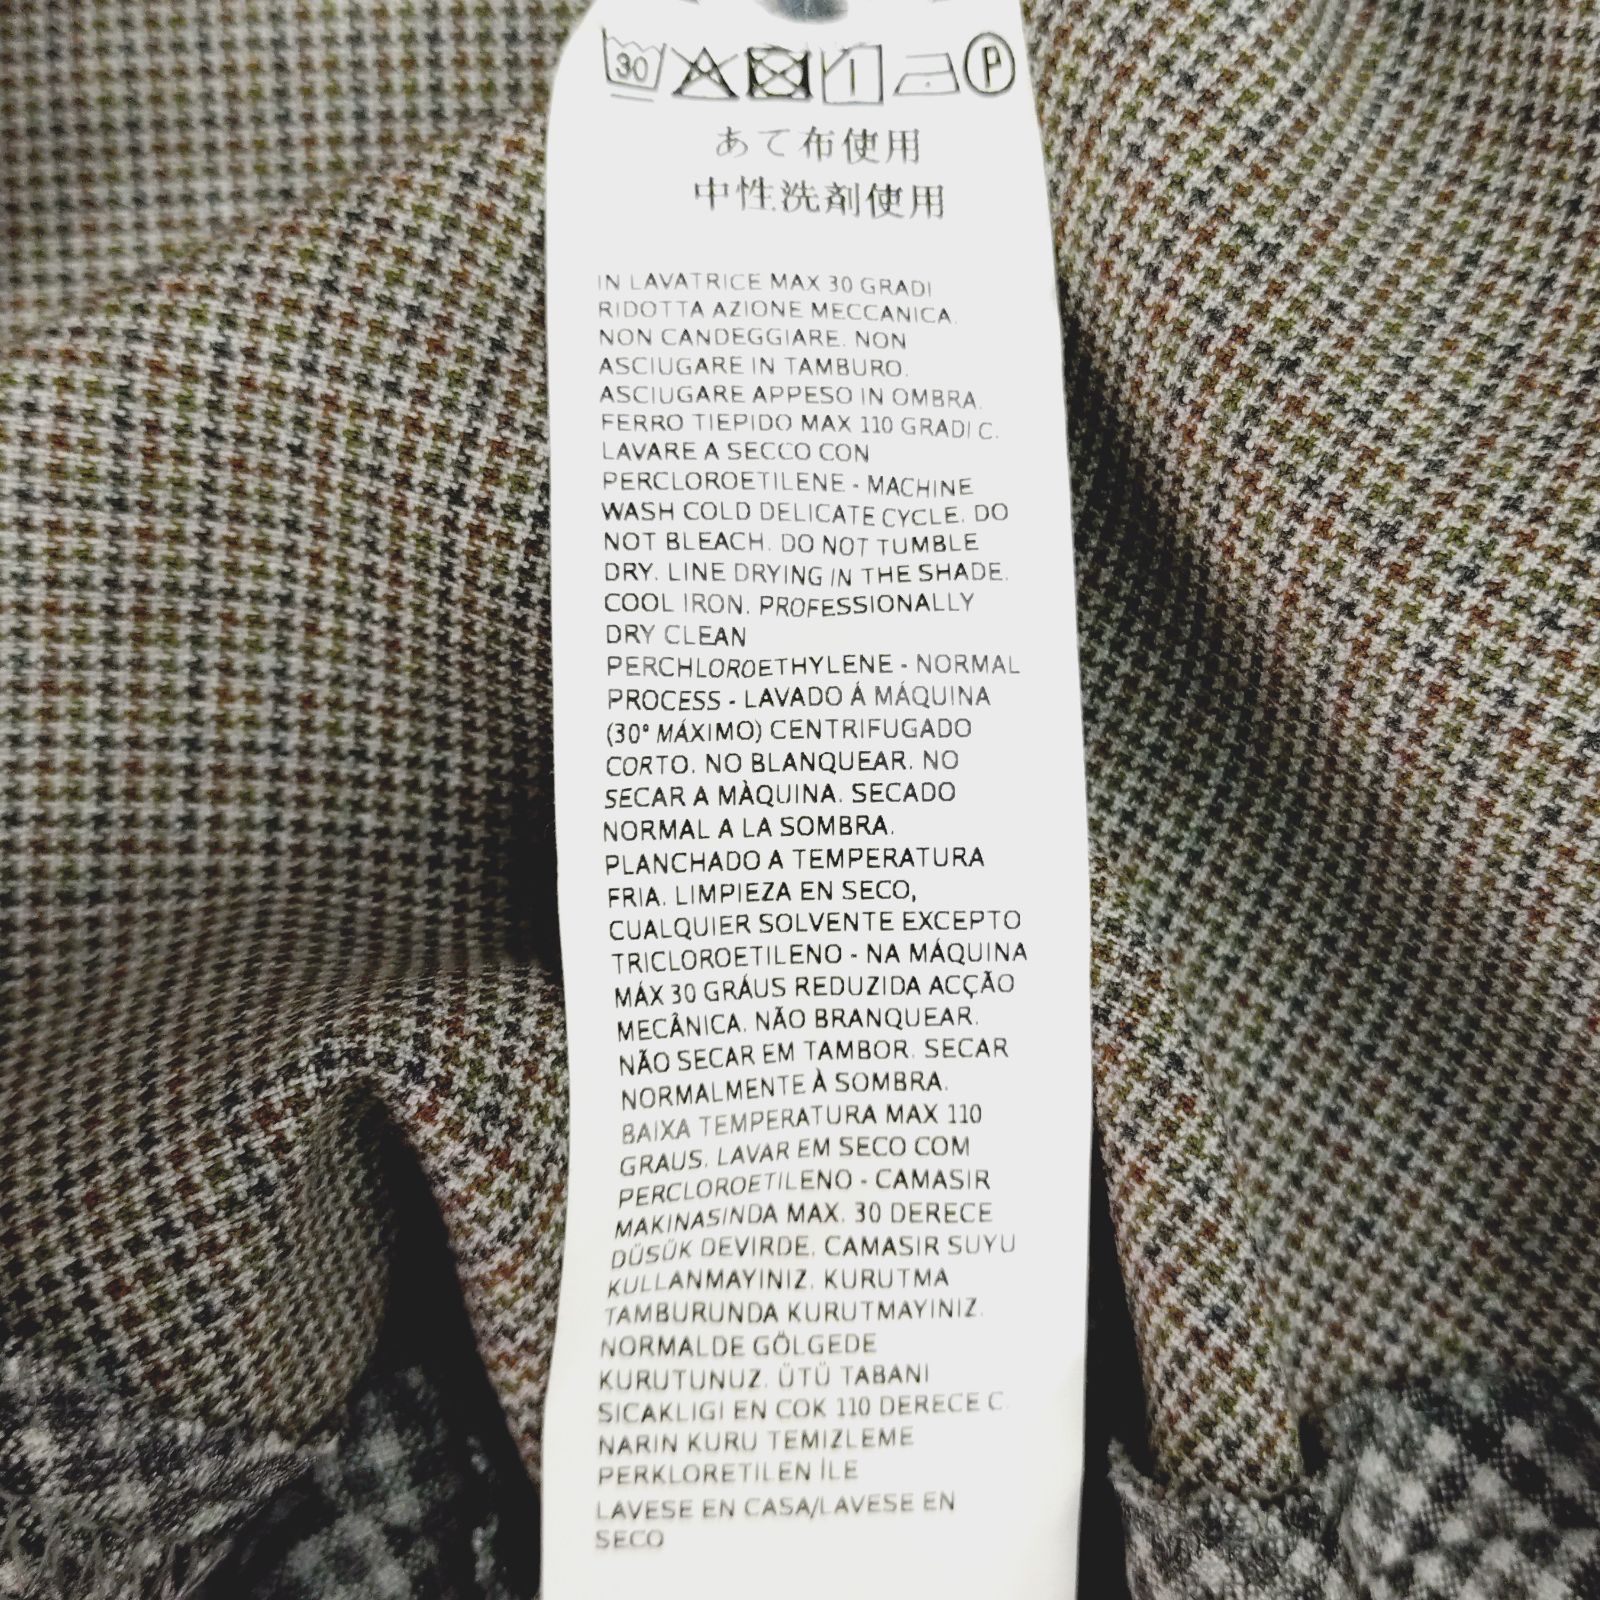 30 P
あて布使用
中性洗剤使用
IN LAVATRICE MAX 30 GRADI
RIDOTTA AZIONE MECCANICA.
NON CANDEGGIARE. NON
ASCIUGARE IN TAMBURO.
ASCIUGARE APPESO IN OMBRA.
FERRO TIEPIDO MAX 110 GRADI C.
LAVARE A SECCO CON
PERCLOROETILENE - MACHINE
WASH COLD DELICATE CYCLE. DO
NOT BLEACH. DO NOT TUMBLE
DRY. LINE DRYING IN THE SHADE.
COOL IRON. PROFESSIONALLY
DRY CLEAN
PERCHLOROETHYLENE - NORMAL
PROCESS - LAVADO Á MÁQUINA
(30° MÁXIMO) CENTRIFUGADO
CORTO. NO BLANQUEAR. NO
SECAR A MÀQUINA. SECADO
NORMAL A LA SOMBRA.
PLANCHADO A TEMPERATURA
FRIA. LIMPIEZA EN SECO,
CUALQUIER SOLVENTE EXCEPTO
TRICLOROETILENO - NA MÁQUINA
MÁX 30 GRÁUS REDUZIDA ACÇÃO
MECÂNICA. NÃO BRANQUEAR.
NÃO SECAR EM TAMBOR. SECAR
NORMALMENTE À SOMBRA.
BAIXA TEMPERATURA MAX 110
GRAUS. LAVAR EM SECO COM
PERCLOROETILENO - CAMASIR
MAKINASINDA MAX. 30 DERECE
DÜSÜK DEVIRDE. CAMASIR SUYU
KULLANMAYINIZ. KURUTMA
TAMBURUNDA KURUTMAYINIZ.
NORMALDE GÖLGEDE
KURUTUNUZ. ÜTÜ TABANI
SICAKLIGI EN COK 110 DERECE C.
NARIN KURU TEMIZLEME
PERKLORETILEN İLE
LAVESE EN CASA/LAVESE EN
SECO